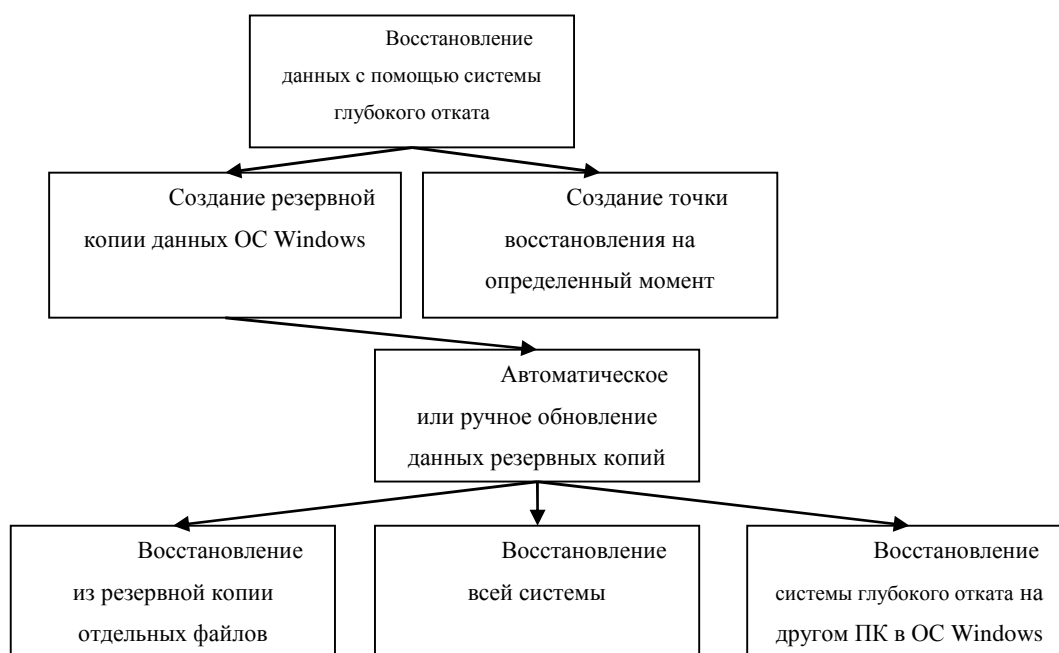 Восстановление
данных с помощью системы
глубокого отката
Создание резервной
копии данных ОС Windows
Создание точки
восстановления на
определенный момент
Автоматическое
или ручное обновление
данных резервных копий
Восстановление
из резервной копии
отдельных файлов
Восстановление
всей системы
Восстановление
системы глубокого отката на
другом ПК в ОС Windows